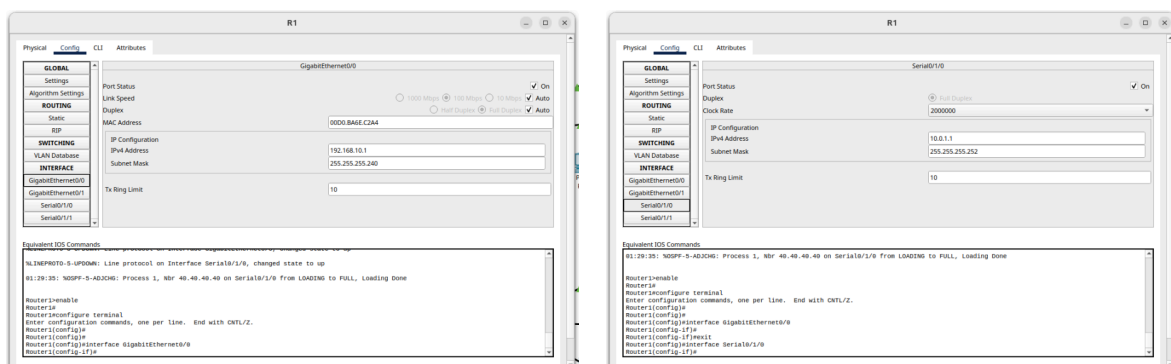 R1
Physical Config CLI Attributes
GLOBAL
Settings
Algorithm Settings
ROUTING
Static
RIP
SWITCHING
VLAN Database
INTERFACE
GigabitEthernet0/0
GigabitEthernet0/1
Serial0/1/0
Serial0/1/1
GigabitEthernet0/0
Port Status On
Link Speed 1000 Mbps 100 Mbps 10 Mbps Auto
Duplex Half Duplex Full Duplex Auto
MAC Address 00D0.BA6E.C2A4
IP Configuration
IPv4 Address 192.168.10.1
Subnet Mask 255.255.255.240
Tx Ring Limit 10
Equivalent IOS Commands
%LINEPROTO-5-UPDOWN: Line protocol on Interface Serial0/1/0, changed state to up
01:29:35: %OSPF-5-ADJCHG: Process 1, Nbr 40.40.40.40 on Serial0/1/0 from LOADING to FULL, Loading Done
Router1>enable
Router1#
Router1#configure terminal
Enter configuration commands, one per line. End with CNTL/Z.
Router1(config)#
Router1(config)#
Router1(config)#interface GigabitEthernet0/0
Router1(config-if)#
R1
Physical Config CLI Attributes
GLOBAL
Settings
Algorithm Settings
ROUTING
Static
RIP
SWITCHING
VLAN Database
INTERFACE
GigabitEthernet0/0
GigabitEthernet0/1
Serial0/1/0
Serial0/1/1
Serial0/1/0
Port Status On
Duplex Full Duplex
Clock Rate 2000000
IP Configuration
IPv4 Address 10.0.1.1
Subnet Mask 255.255.255.252
Tx Ring Limit 10
Equivalent IOS Commands
01:29:35: %OSPF-5-ADJCHG: Process 1, Nbr 40.40.40.40 on Serial0/1/0 from LOADING to FULL, Loading Done
Router1>enable
Router1#
Router1#configure terminal
Enter configuration commands, one per line. End with CNTL/Z.
Router1(config)#
Router1(config)#
Router1(config)#interface GigabitEthernet0/0
Router1(config-if)#
Router1(config-if)#exit
Router1(config)#interface Serial0/1/0
Router1(config-if)#